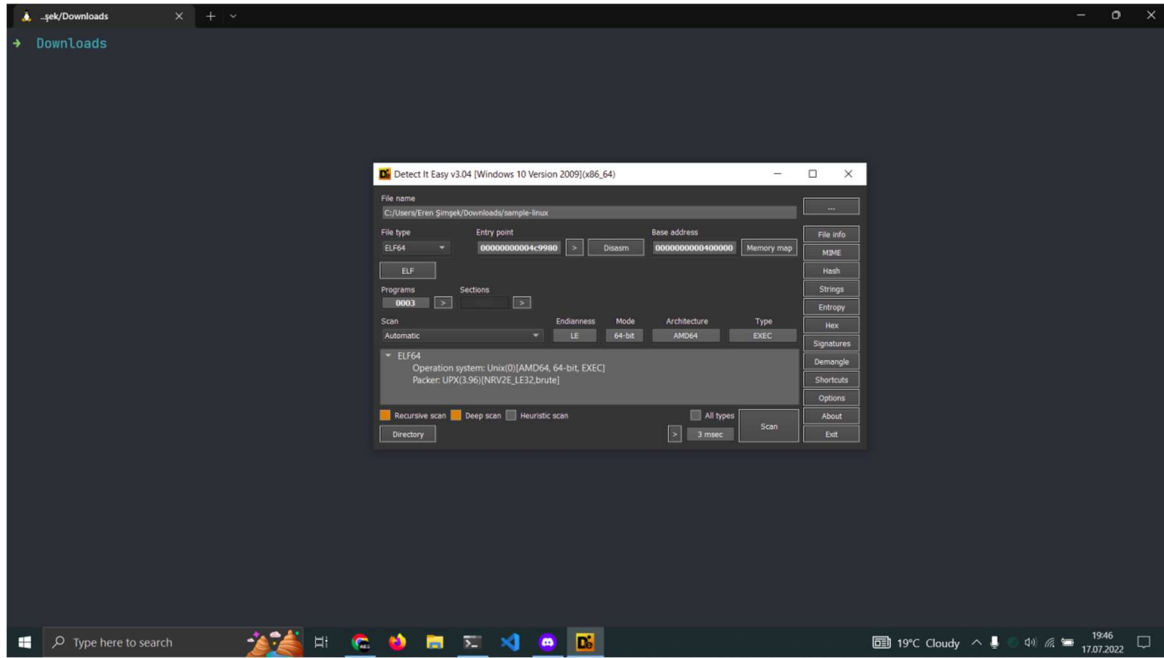 ..şek/Downloads
Downloads
Detect It Easy v3.04 [Windows 10 Version 2009](x86_64)
File name
C:/Users/Eren Şimşek/Downloads/sample-linux
...
File type Entry point Base address
ELF64 00000000004c9980 > Disasm 0000000000400000 Memory map
File info
MIME
ELF
Hash
Programs Sections
Strings
0003 > >
Entropy
Scan Endianness Mode Architecture Type
Hex
Automatic LE 64-bit AMD64 EXEC
Signatures
ELF64
Demangle
Operation system: Unix(0)[AMD64, 64-bit, EXEC]
Packer: UPX(3.96)[NRV2E_LE32,brute]
Shortcuts
Options
Recursive scan Deep scan Heuristic scan All types
About
Directory > 3 msec Scan
Exit
Type here to search
19°C Cloudy
19:46
17.07.2022